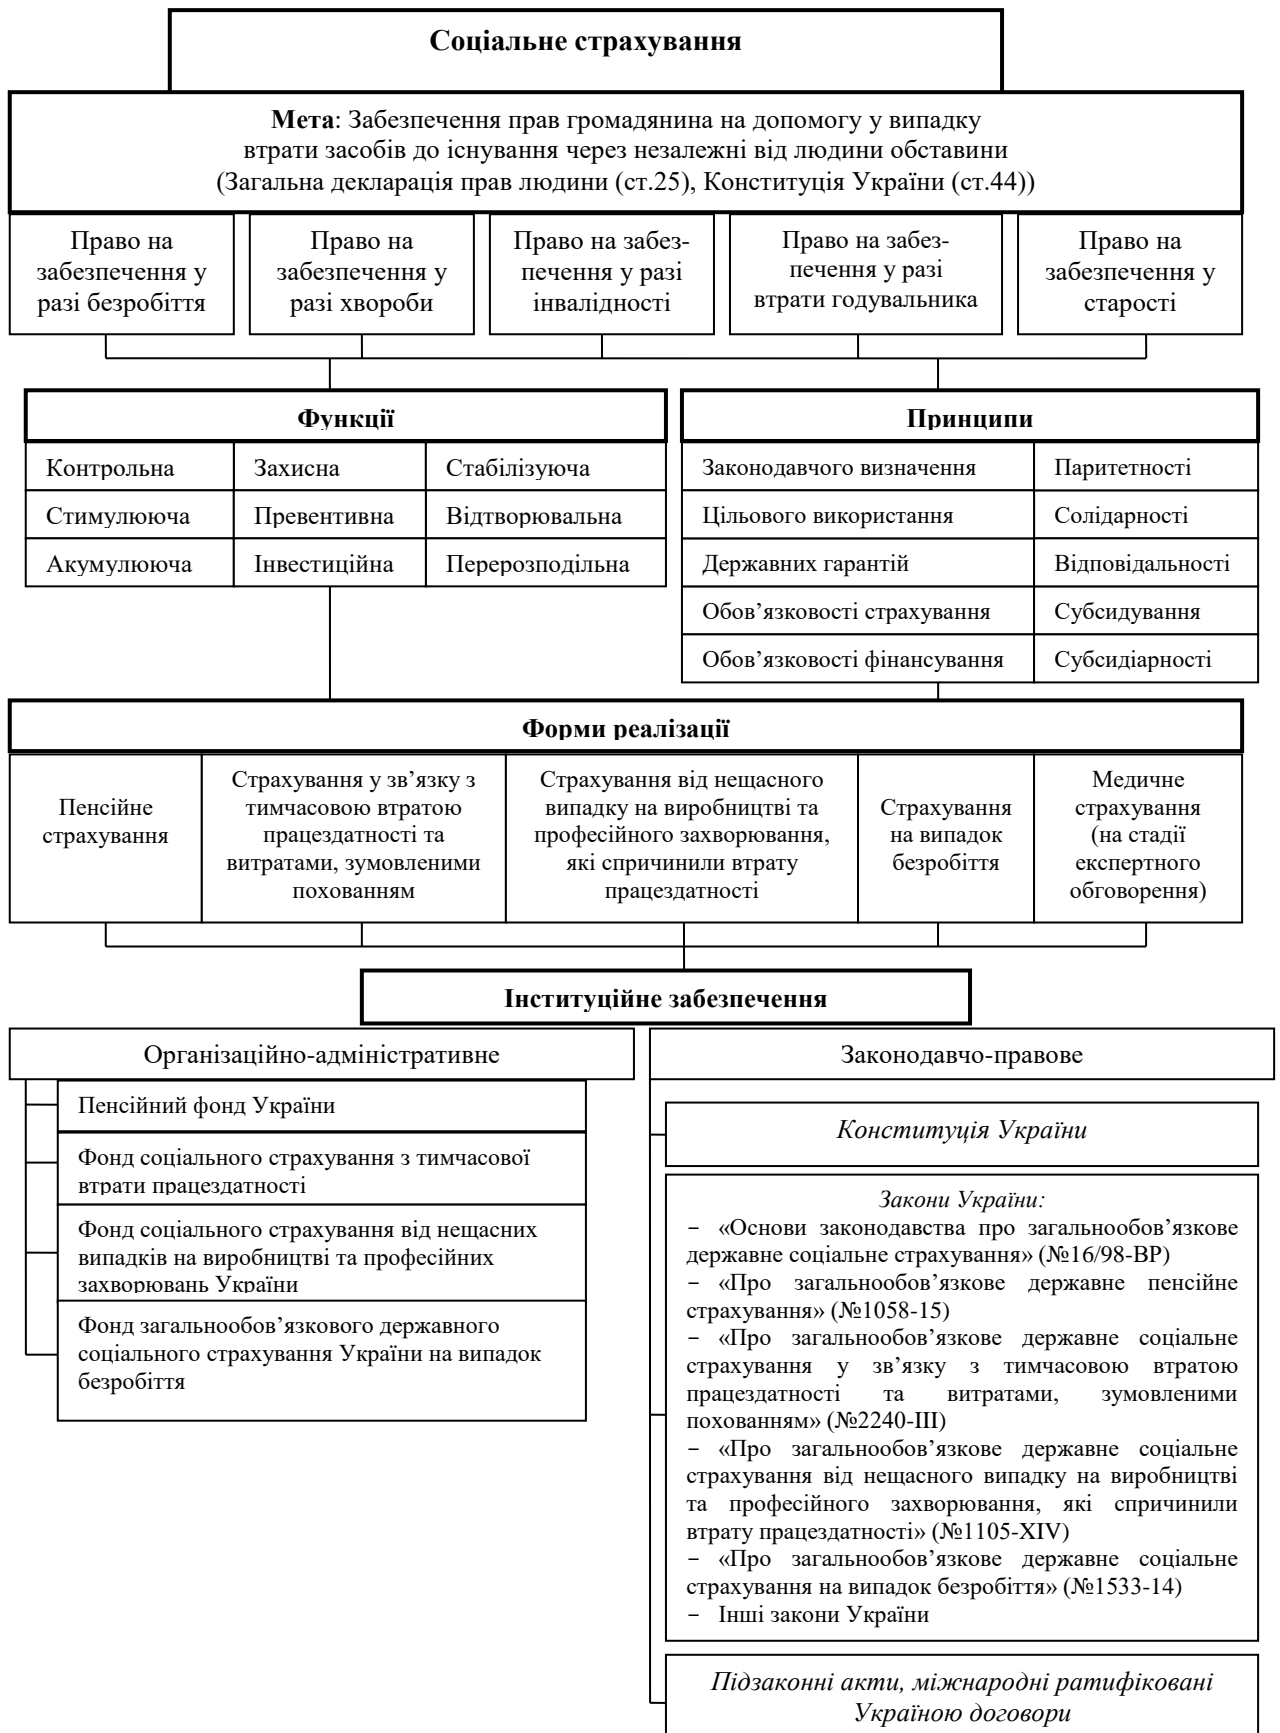 Соціальне страхування
Мета: Забезпечення прав громадянина на допомогу у випадку
втрати засобів до існування через незалежні від людини обставини
(Загальна декларація прав людини (ст.25), Конституція України (ст.44))
Право на
забезпечення у
разі безробіття
Право на
забезпечення у
разі хвороби
Право на забез-
печення у разі
інвалідності
Право на забез-
печення у разі
втрати годувальника
Право на
забезпечення у
старості
Функції
Контрольна
Захисна
Стабілізуюча
Стимулююча
Превентивна
Відтворювальна
Акумулююча
Інвестиційна
Перерозподільна
Принципи
Законодавчого визначення
Паритетності
Цільового використання
Солідарності
Державних гарантій
Відповідальності
Обов’язковості страхування
Субсидування
Обов’язковості фінансування
Субсидіарності
Форми реалізації
Пенсійне
страхування
Страхування у зв’язку з
тимчасовою втратою
працездатності та
витратами, зумовленими
похованням
Страхування від нещасного
випадку на виробництві та
професійного захворювання,
які спричинили втрату
працездатності
Страхування
на випадок
безробіття
Медичне
страхування
(на стадії
експертного
обговорення)
Інституційне забезпечення
Організаційно-адміністративне
Пенсійний фонд України
Фонд соціального страхування з тимчасової
втрати працездатності
Фонд соціального страхування від нещасних
випадків на виробництві та професійних
захворювань України
Фонд загальнообов’язкового державного
соціального страхування України на випадок
безробіття
Законодавчо-правове
Конституція України
Закони України:
− «Основи законодавства про загальнообов’язкове
державне соціальне страхування» (№16/98-ВР)
− «Про загальнообов’язкове державне пенсійне
страхування» (№1058-15)
− «Про загальнообов’язкове державне соціальне
страхування у зв’язку з тимчасовою втратою
працездатності та витратами, зумовленими
похованням» (№2240-III)
− «Про загальнообов’язкове державне соціальне
страхування від нещасного випадку на виробництві
та професійного захворювання, які спричинили
втрату працездатності» (№1105-XIV)
− «Про загальнообов’язкове державне соціальне
страхування на випадок безробіття» (№1533-14)
− Інші закони України
Підзаконні акти, міжнародні ратифіковані
Україною договори